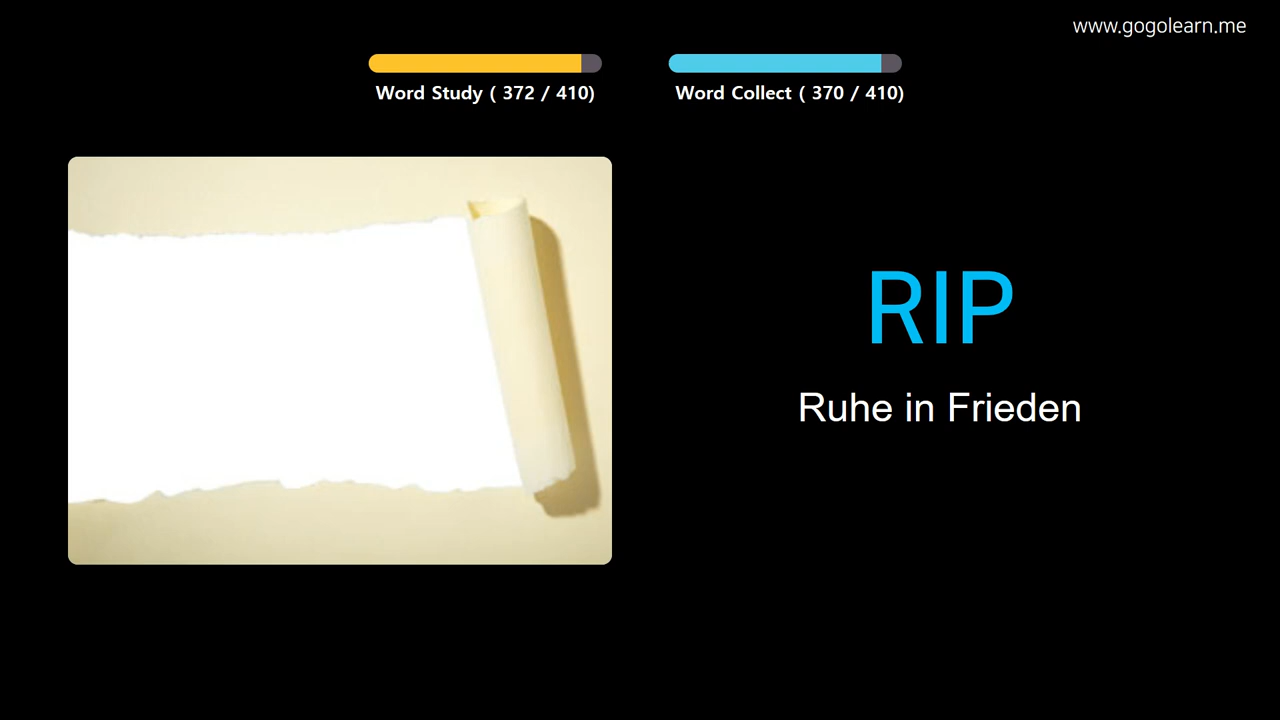 www.gogolearn.me
Word Study ( 372 / 410)
Word Collect ( 370 / 410)
RIP
Ruhe in Frieden